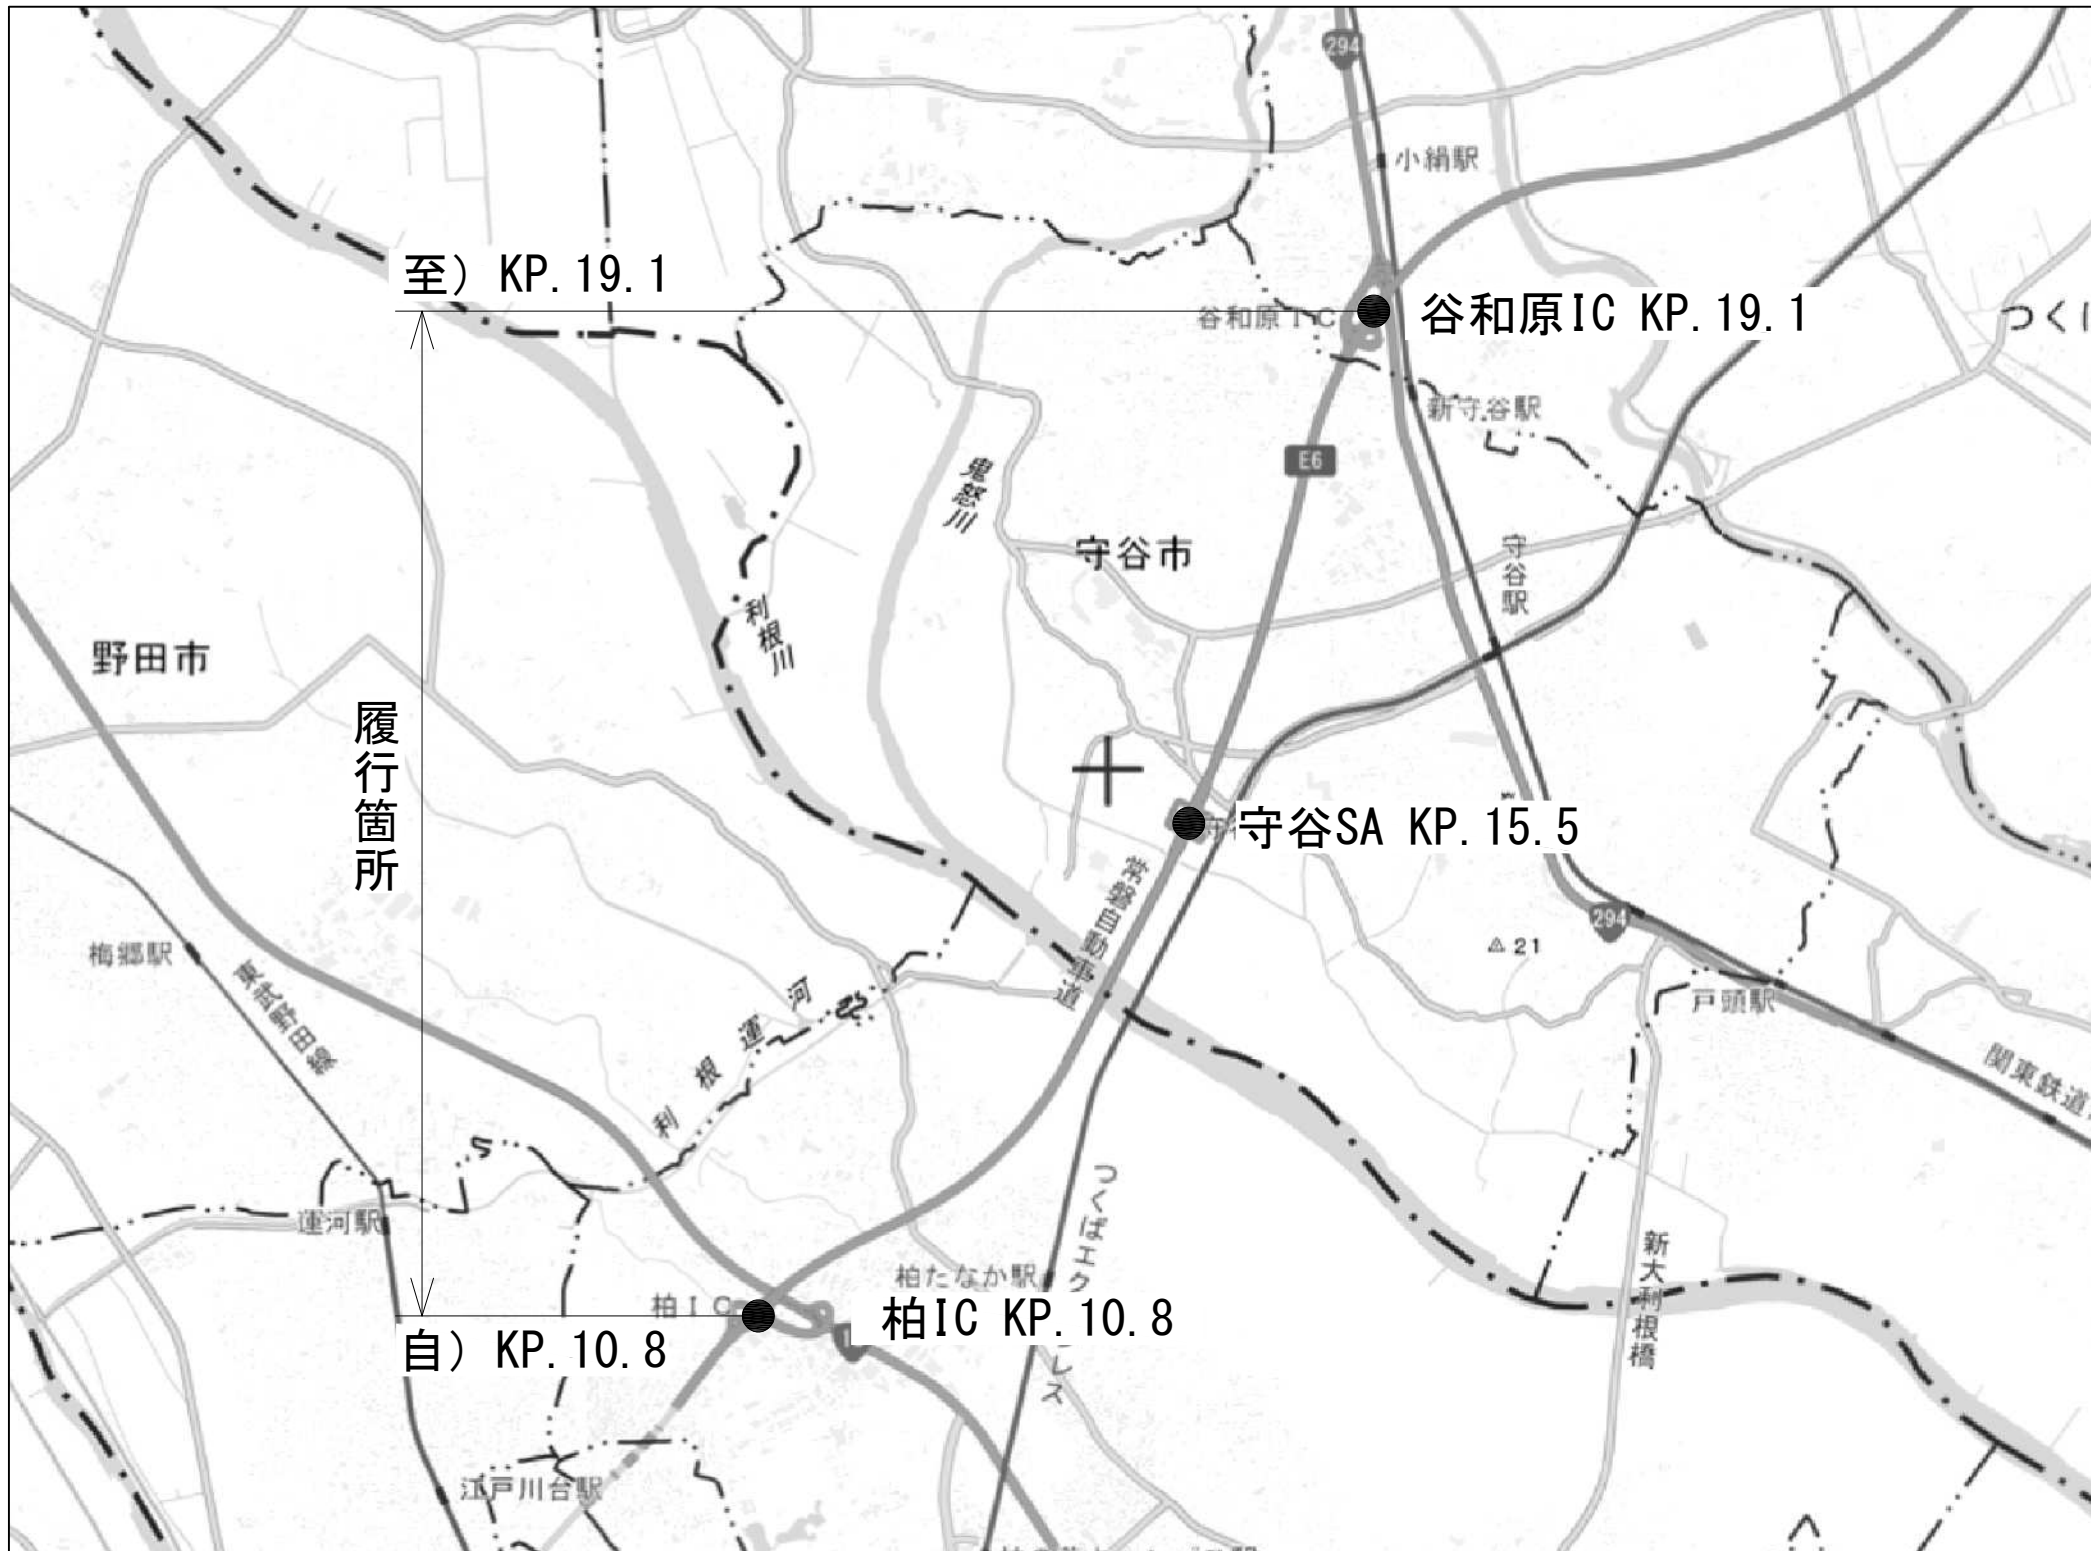 294
小絹駅
至) KP.19.1
谷和原IC
谷和原IC KP.19.1
つく
新守谷駅
E6
鬼怒川
守谷市
守谷駅
利根川
野田市
履行箇所
守谷SA KP.15.5
常磐自動車道
294
21
梅郷駅
東武野田線
利根運河
戸頭駅
関東鉄道
つくばエク
レス
運河駅
新大利根橋
柏たなか駅
柏IC
柏IC KP.10.8
自) KP.10.8
江戸川台駅